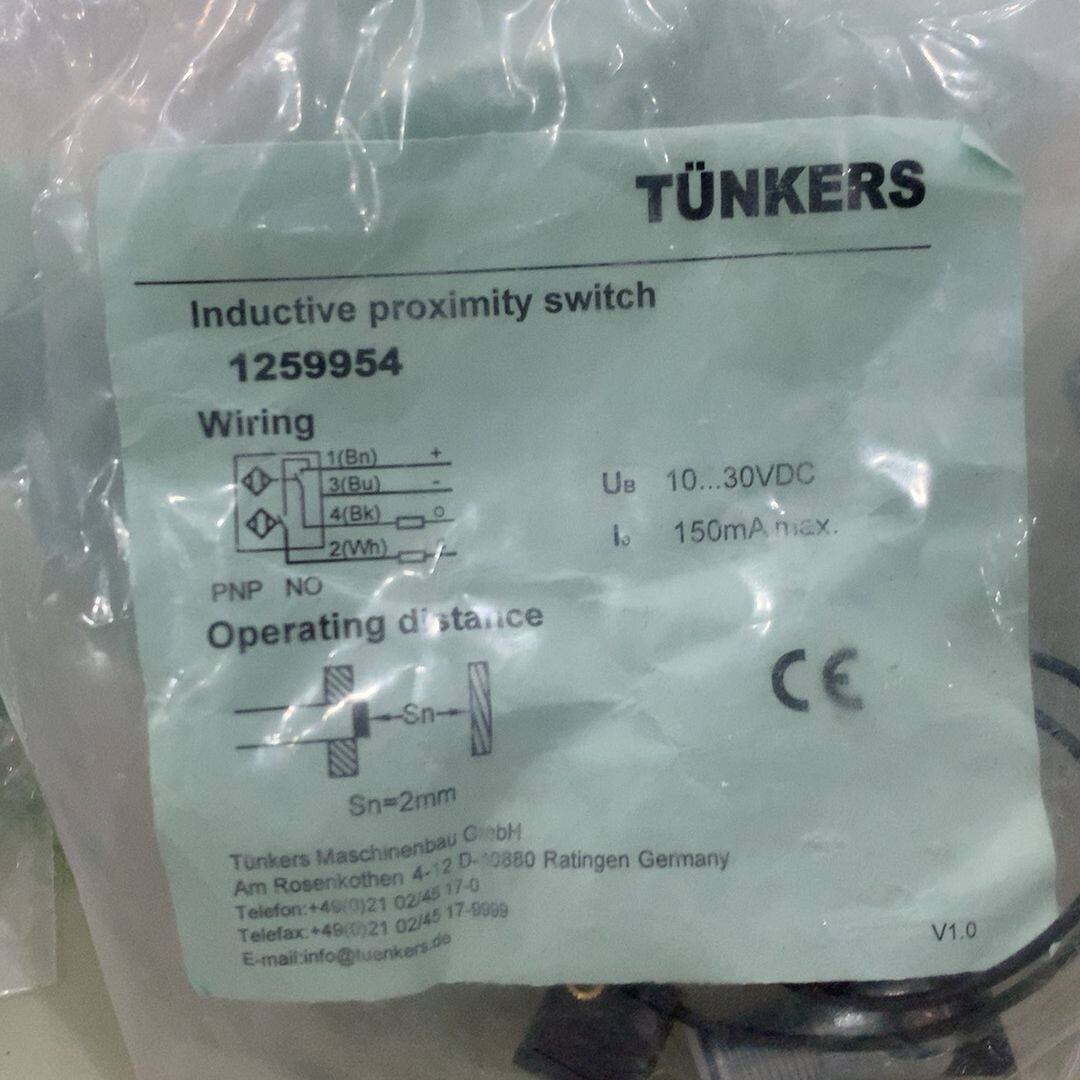 TÜNKERS
Inductive proximity switch
1259954
Wiring
1(Bn) +
3(Bu) -
4(Bk) o
2(Wh)
UB 10...30VDC
Io 150mA max.
PNP NO
Operating distance
Sn
CE
Sn=2mm
Tünkers Maschinenbau GmbH
Am Rosenkothen 4-12 D-40880 Ratingen Germany
Telefon:+49(0)21 02/45 17-0
Telefax:+49(0)21 02/45 17-9999
E-mail:info@tuenkers.de
V1.0